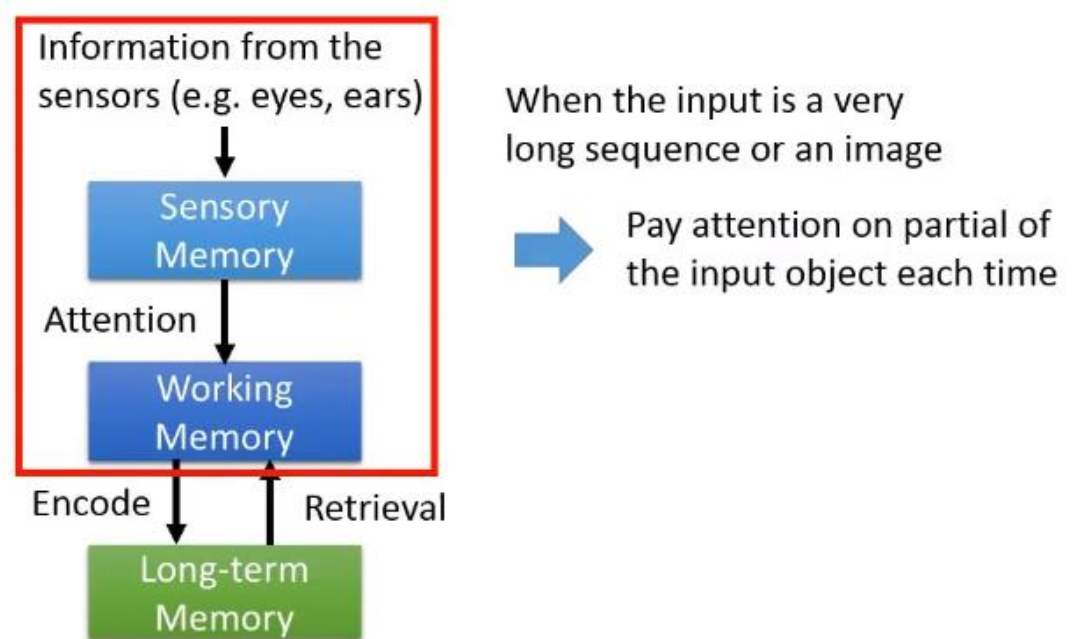 Information from the
sensors (e.g. eyes, ears)
Sensory
Memory
Attention
Working
Memory
Encode
Retrieval
Long-term
Memory
When the input is a very
long sequence or an image
Pay attention on partial of
the input object each time